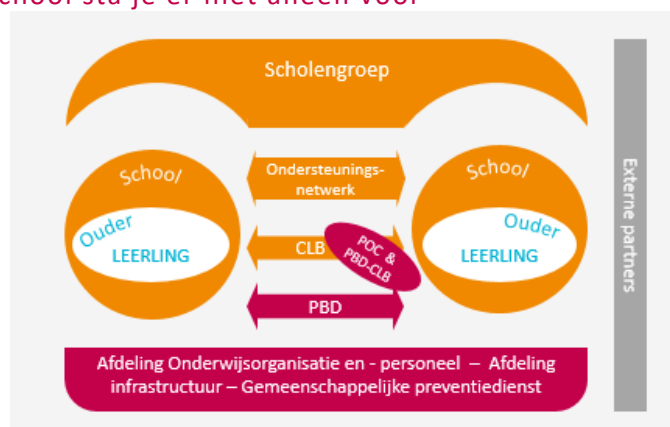 school sta je er niet alleen voor
Scholengroep
School
Ouder
LEERLING
Ondersteunings-
netwerk
CLB
POC &
PBD-CLB
PBD
School
Ouder
LEERLING
Externe partners
Afdeling Onderwijsorganisatie en - personeel – Afdeling
infrastructuur – Gemeenschappelijke preventiedienst